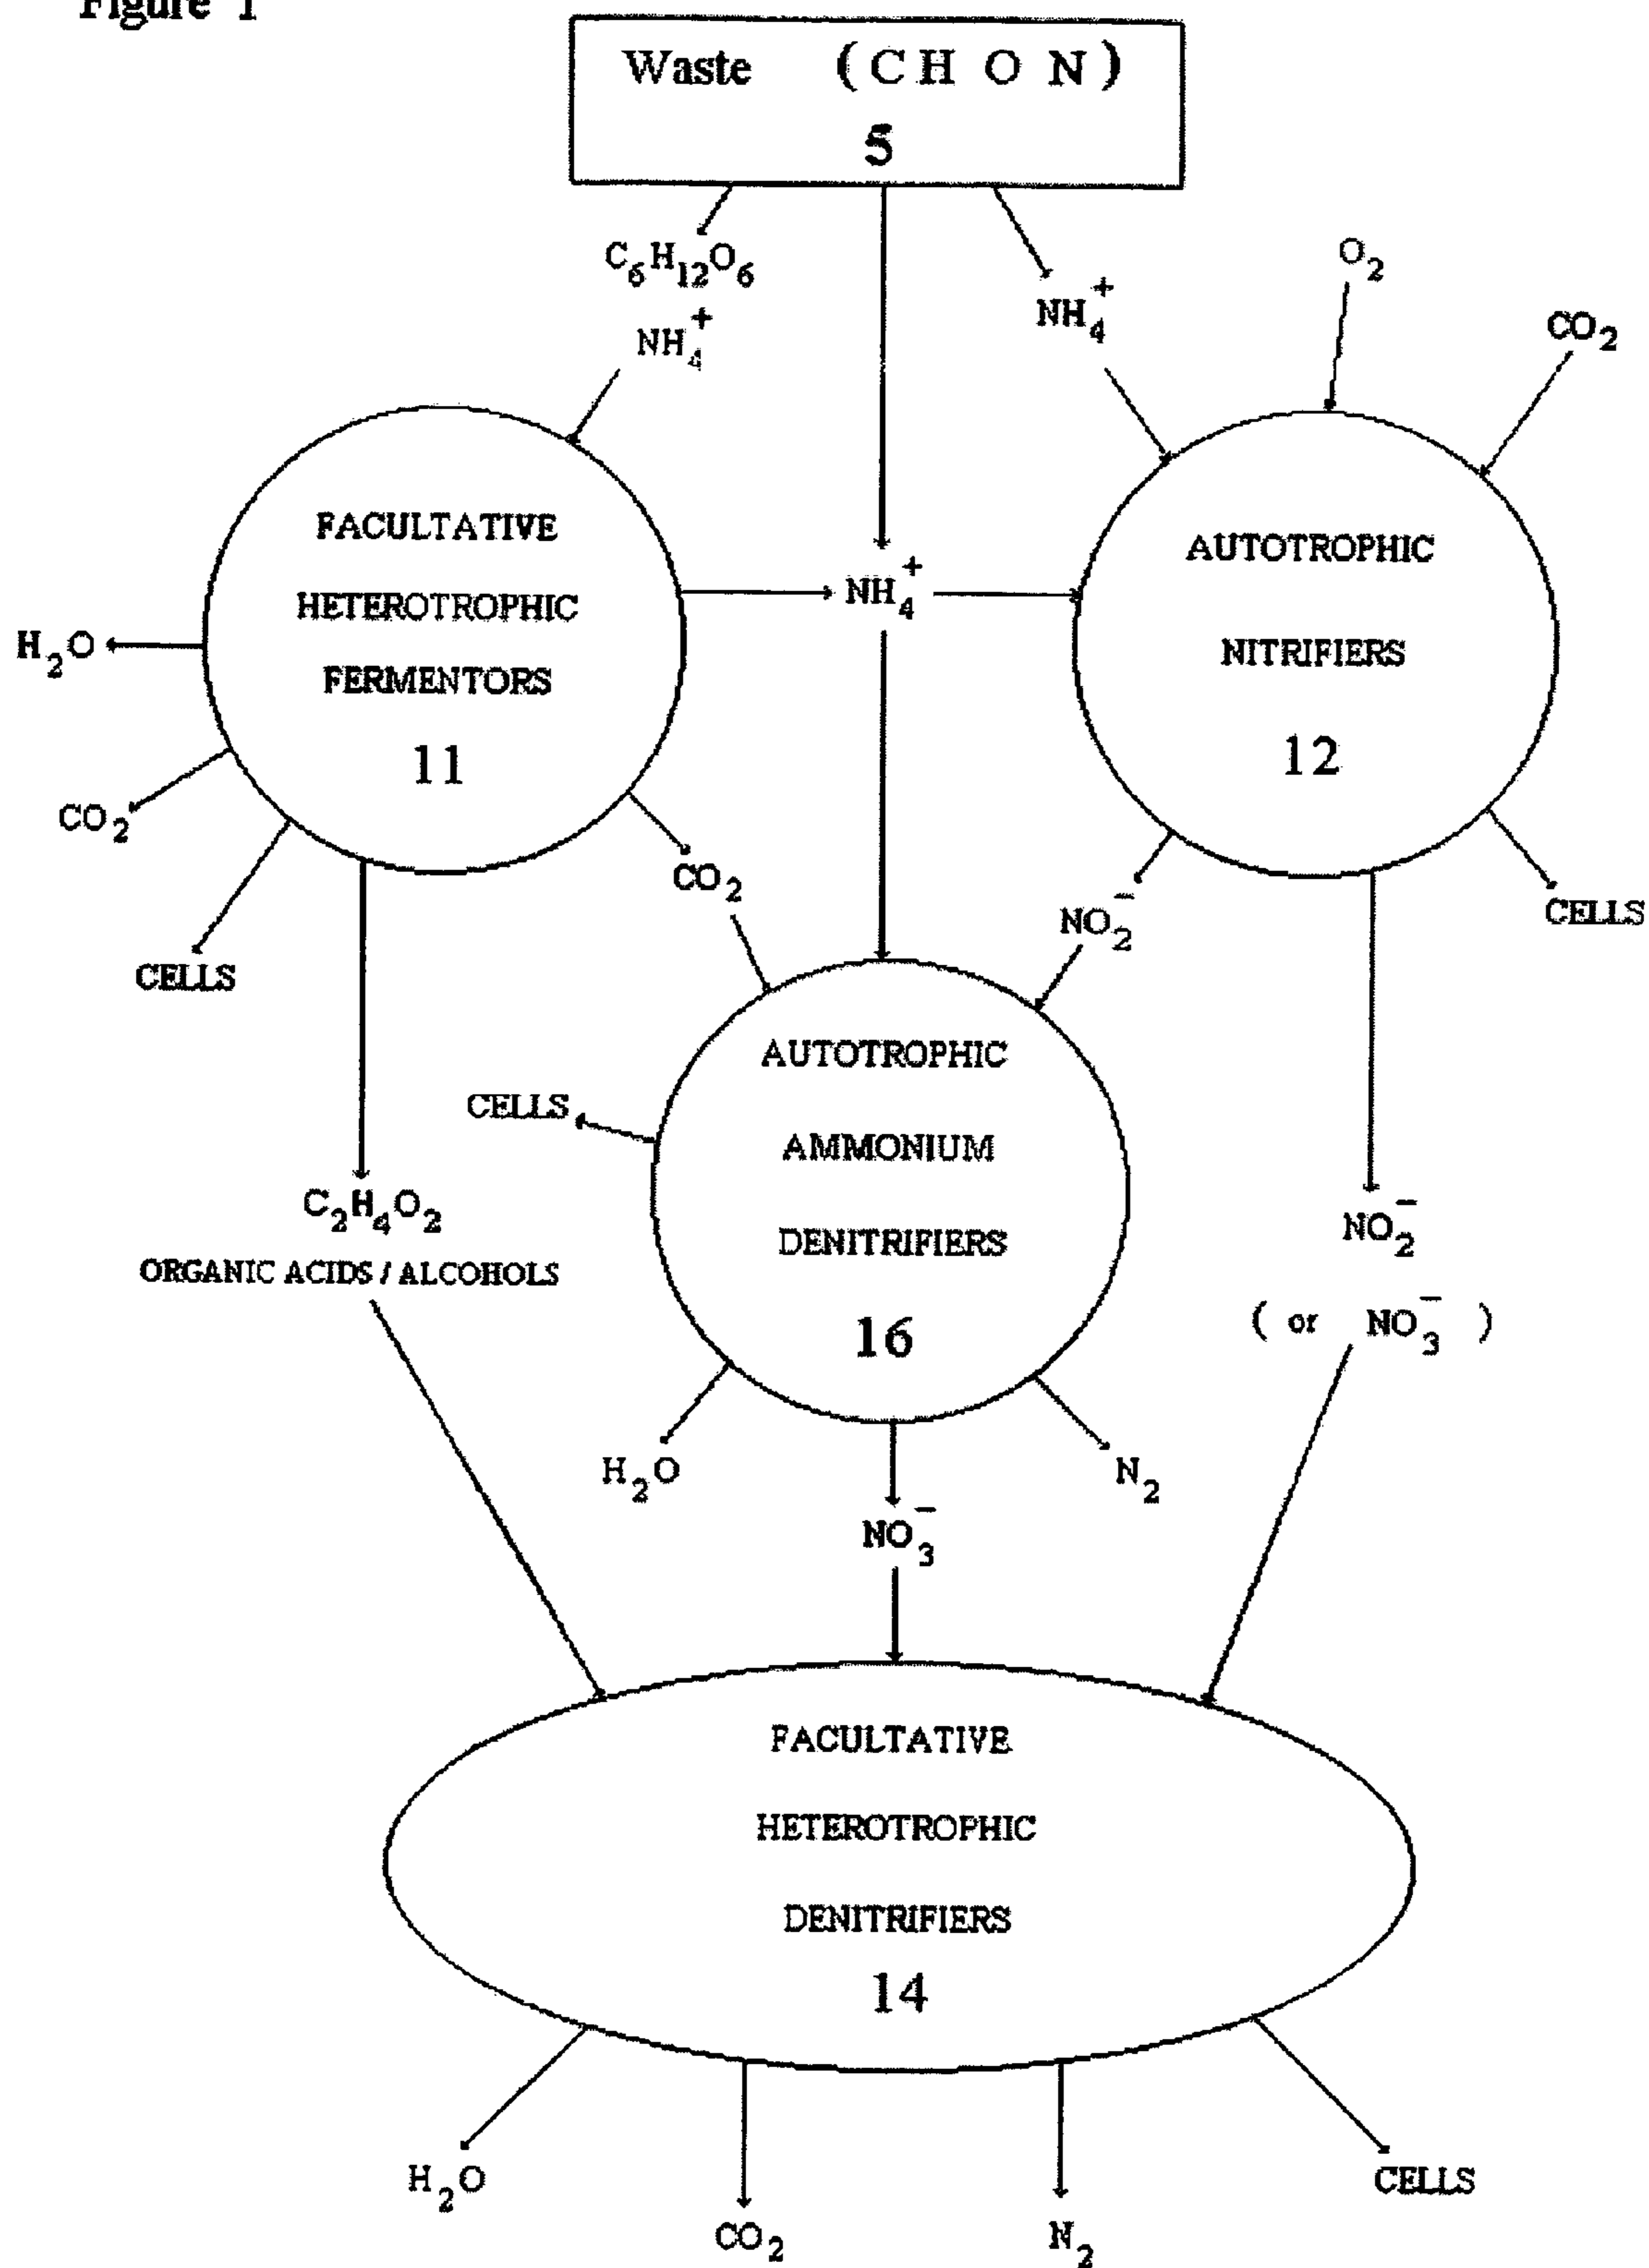 Figure 1
Waste (CHON)
5
C₆H₁₂O₆
NH₄⁺
NH₄⁺
O₂
CO₂
FACULTATIVE
HETEROTROPHIC
FERMENTORS
11
NH₄⁺
AUTOTROPHIC
NITRIFIERS
12
H₂O
CO₂
CELLS
CO₂
NO₂⁻
CELLS
AUTOTROPHIC
AMMONIUM
DENITRIFIERS
16
CELLS
C₂H₄O₂
ORGANIC ACIDS / ALCOHOLS
NO₂⁻
( or NO₃⁻ )
H₂O
N₂
NO₃⁻
FACULTATIVE
HETEROTROPHIC
DENITRIFIERS
14
H₂O
CO₂
N₂
CELLS